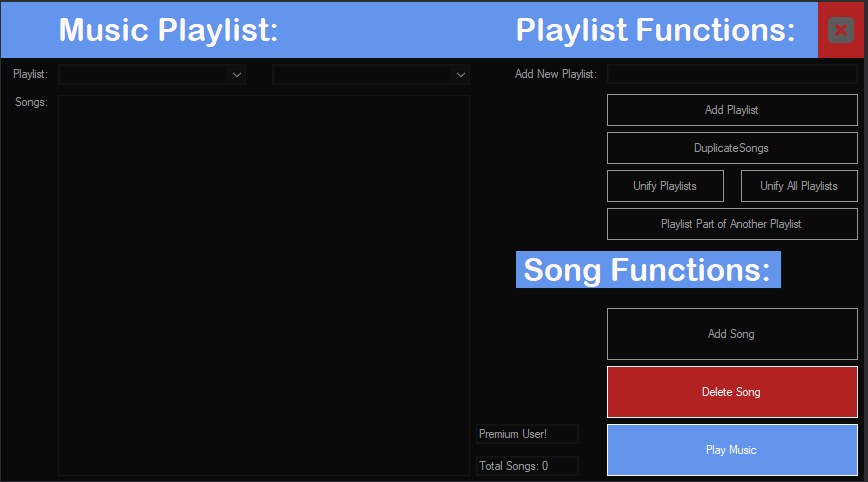 Music Playlist:
Playlist Functions:
Playlist:
Add New Playlist:
Songs:
Add Playlist
DuplicateSongs
Unify Playlists
Unify All Playlists
Playlist Part of Another Playlist
Song Functions:
Add Song
Delete Song
Premium User!
Play Music
Total Songs: 0